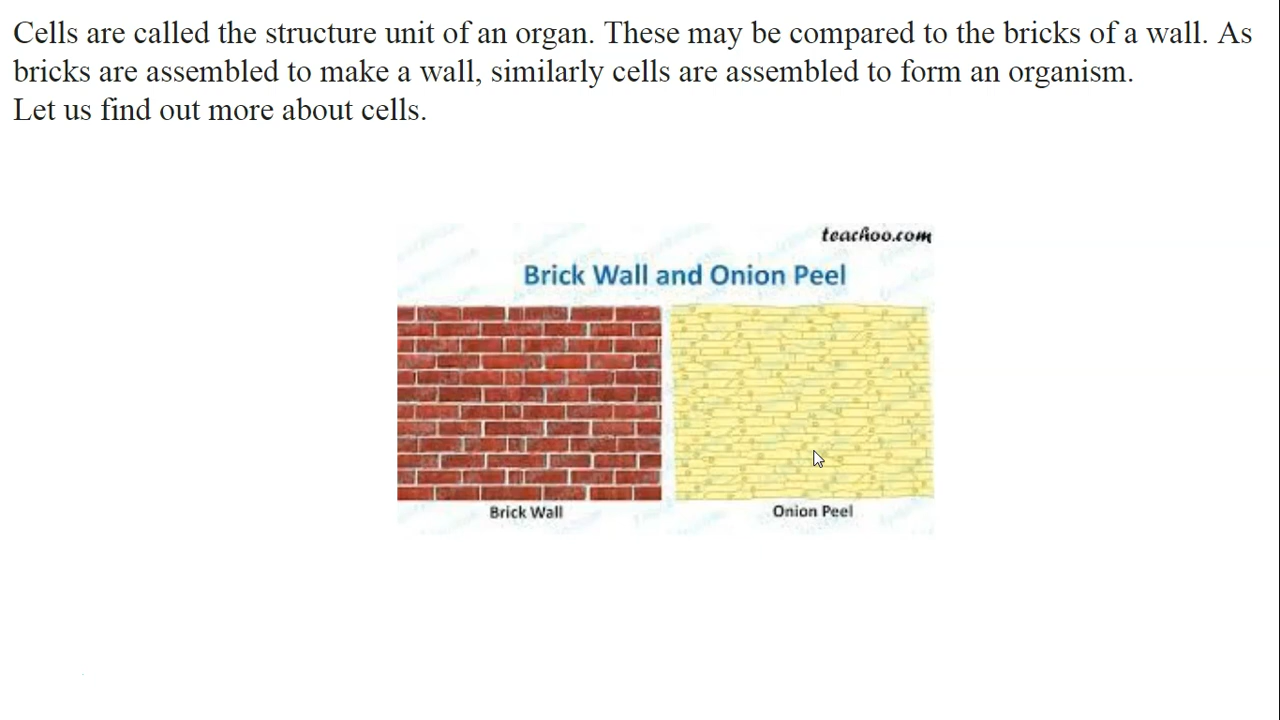 Cells are called the structure unit of an organ. These may be compared to the bricks of a wall. As
bricks are assembled to make a wall, similarly cells are assembled to form an organism.
Let us find out more about cells.
teachoo.com
Brick Wall and Onion Peel
Brick Wall
Onion Peel